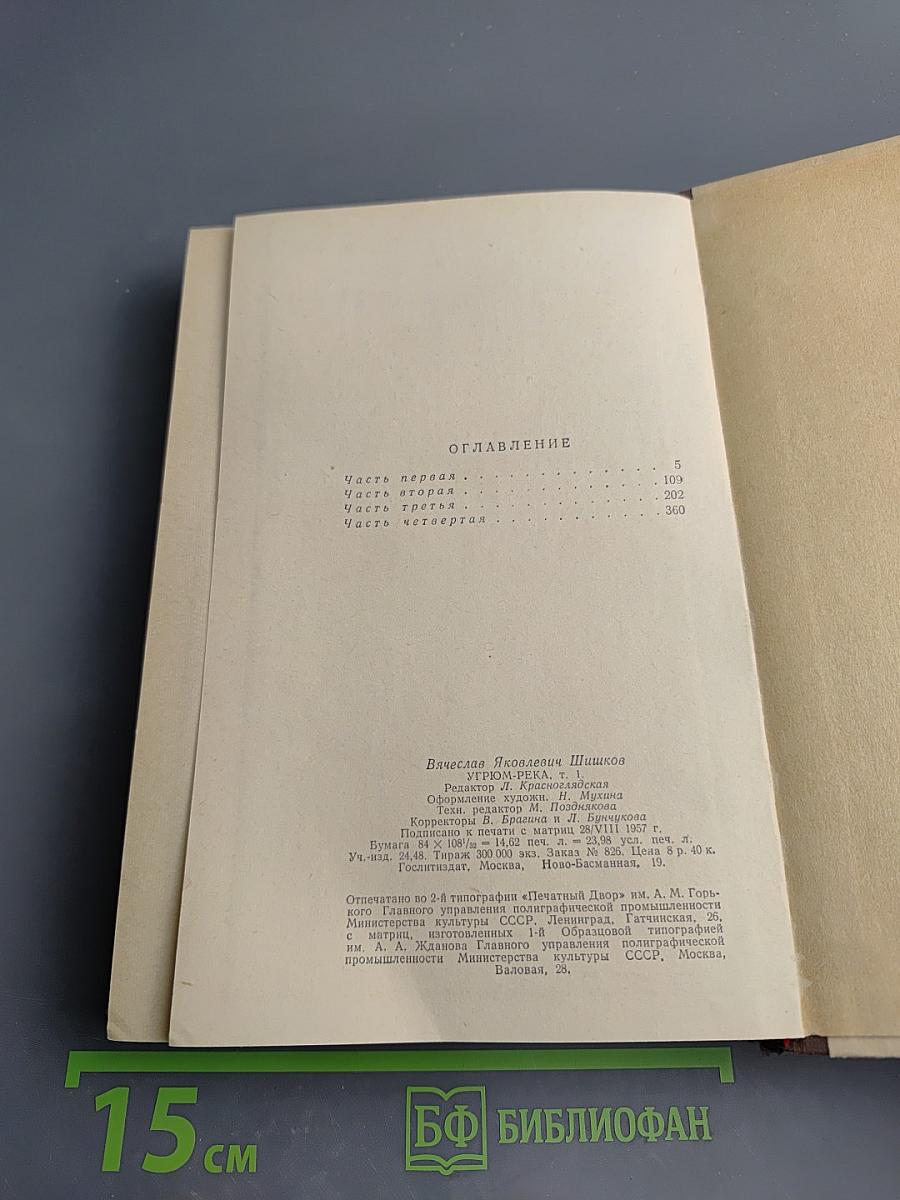 ОГЛАВЛЕНИЕ
Часть первая . . . . . . . . . . . . . 5
Часть вторая . . . . . . . . . . . . . 109
Часть третья . . . . . . . . . . . . . 202
Часть четвертая . . . . . . . . . . . 360
Вячеслав Яковлевич Шишков
УГРЮМ-РЕКА, т. 1.
Редактор Л. Красноглядская
Оформление художн. Н. Мухина
Техн. редактор М. Позднякова
Корректоры В. Брагина и Л. Бунчукова
Подписано к печати с матриц 28/VIII 1957 г.
Бумага 84 × 108¹/₃₂ = 14,62 печ. л. = 23,98 усл. печ. л.
Уч.-изд. 24,48. Тираж 300 000 экз. Заказ № 826. Цена 8 р. 40 к.
Гослитиздат, Москва, Ново-Басманная, 19.
Отпечатано во 2-й типографии «Печатный Двор» им. А. М. Горь-
кого Главного управления полиграфической промышленности
Министерства культуры СССР. Ленинград, Гатчинская, 26,
с матриц, изготовленных 1-й Образцовой типографией
им. А. А. Жданова Главного управления полиграфической
промышленности Министерства культуры СССР, Москва,
Валовая, 28.
15 см
БФ БИБЛИОФАН